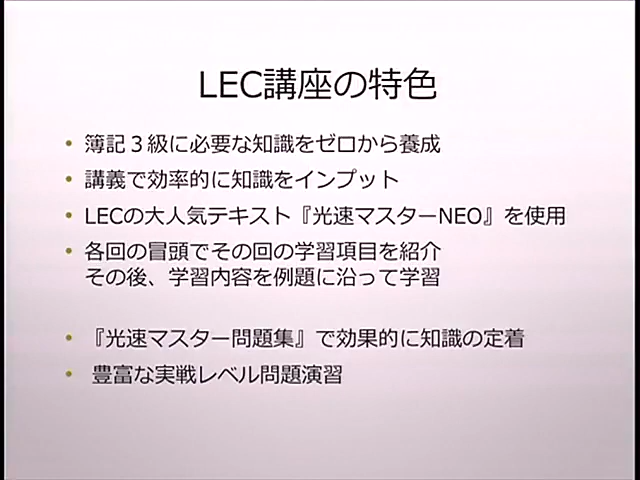 LEC講座の特色
• 簿記３級に必要な知識をゼロから養成
• 講義で効率的に知識をインプット
• LECの大人気テキスト『光速マスターNEO』を使用
• 各回の冒頭でその回の学習項目を紹介
その後、学習内容を例題に沿って学習
• 『光速マスター問題集』で効果的に知識の定着
• 豊富な実戦レベル問題演習